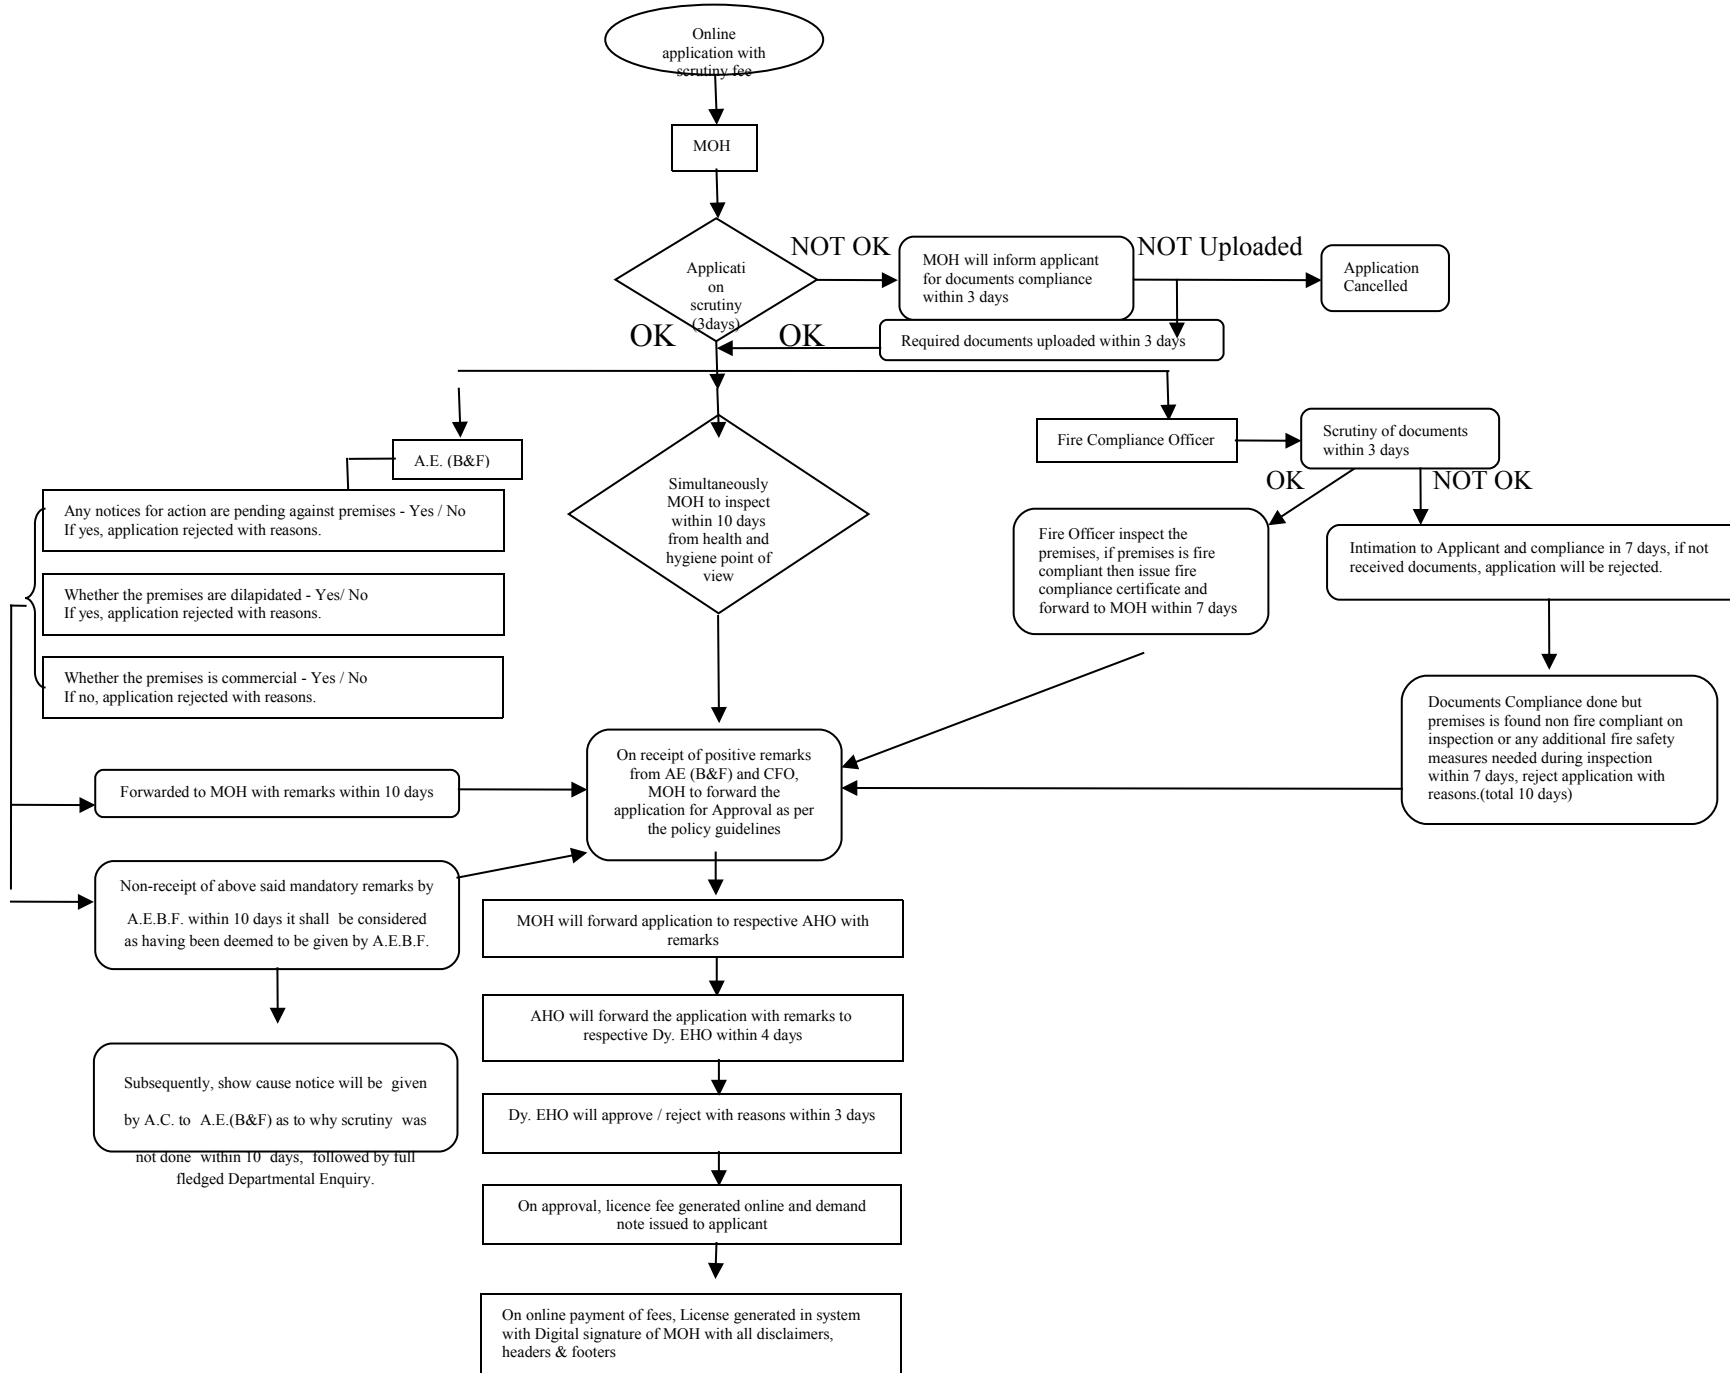 Online
application with
scrutiny fee
MOH
Applicati
on
scrutiny
(3days)
NOT OK
MOH will inform applicant
for documents compliance
within 3 days
NOT Uploaded
Application
Cancelled
OK
OK
Required documents uploaded within 3 days
A.E. (B&F)
Fire Compliance Officer
Scrutiny of documents
within 3 days
OK
NOT OK
Any notices for action are pending against premises - Yes / No
If yes, application rejected with reasons.
Whether the premises are dilapidated - Yes/ No
If yes, application rejected with reasons.
Whether the premises is commercial - Yes / No
If no, application rejected with reasons.
Simultaneously
MOH to inspect
within 10 days
from health and
hygiene point of
view
Fire Officer inspect the
premises, if premises is fire
compliant then issue fire
compliance certificate and
forward to MOH within 7 days
Intimation to Applicant and compliance in 7 days, if not
received documents, application will be rejected.
Documents Compliance done but
premises is found non fire compliant on
inspection or any additional fire safety
measures needed during inspection
within 7 days, reject application with
reasons.(total 10 days)
Forwarded to MOH with remarks within 10 days
On receipt of positive remarks
from AE (B&F) and CFO,
MOH to forward the
application for Approval as per
the policy guidelines
Non-receipt of above said mandatory remarks by
A.E.B.F. within 10 days it shall be considered
as having been deemed to be given by A.E.B.F.
Subsequently, show cause notice will be given
by A.C. to A.E.(B&F) as to why scrutiny was
not done within 10 days, followed by full
fledged Departmental Enquiry.
MOH will forward application to respective AHO with
remarks
AHO will forward the application with remarks to
respective Dy. EHO within 4 days
Dy. EHO will approve / reject with reasons within 3 days
On approval, licence fee generated online and demand
note issued to applicant
On online payment of fees, License generated in system
with Digital signature of MOH with all disclaimers,
headers & footers